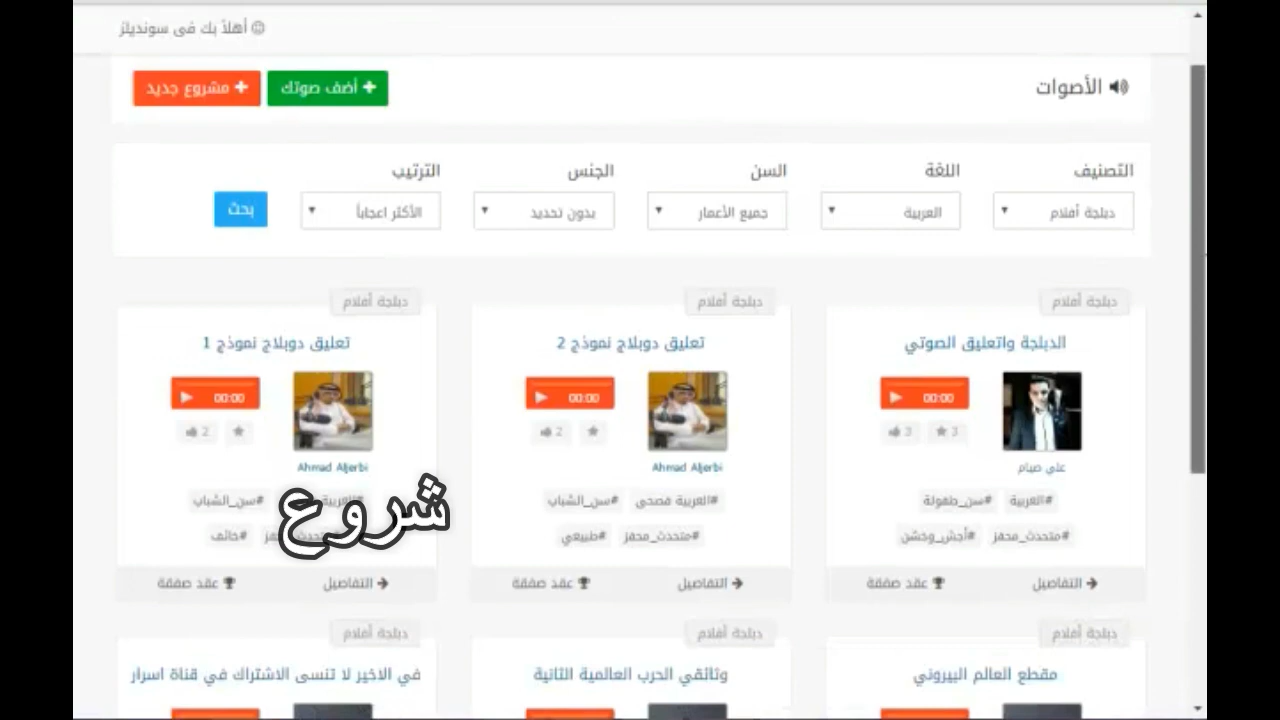 أهلاً بك فى سونديلز
الأصوات
+ أضف صوتك
+ مشروع جديد
التصنيف
اللغة
السن
الجنس
الترتيب
دبلجة أفلام
العربية
جميع الأعمار
بدون تحديد
الأكثر اعجاباً
بحث
دبلجة أفلام
دبلجة أفلام
دبلجة أفلام
الدبلجة واتعليق الصوتي
تعليق دوبلاج نموذج 2
تعليق دوبلاج نموذج 1
00:00
00:00
00:00
3
3
2
2
علي صيام
Ahmad Aljerbi
Ahmad Aljerbi
#العربية #سن_طفولة
#العربية فصحى #سن_الشباب
#سن_الشباب
شروع
#متحدث_محفز #أجش_وخشن
#متحدث_محفز #طبيعي
#خائف
التفاصيل
عقد صفقة
التفاصيل
عقد صفقة
التفاصيل
عقد صفقة
دبلجة أفلام
دبلجة أفلام
دبلجة أفلام
مقطع العالم البيروني
وثائقي الحرب العالمية الثانية
في الاخير لا تنسى الاشتراك في قناة اسرار